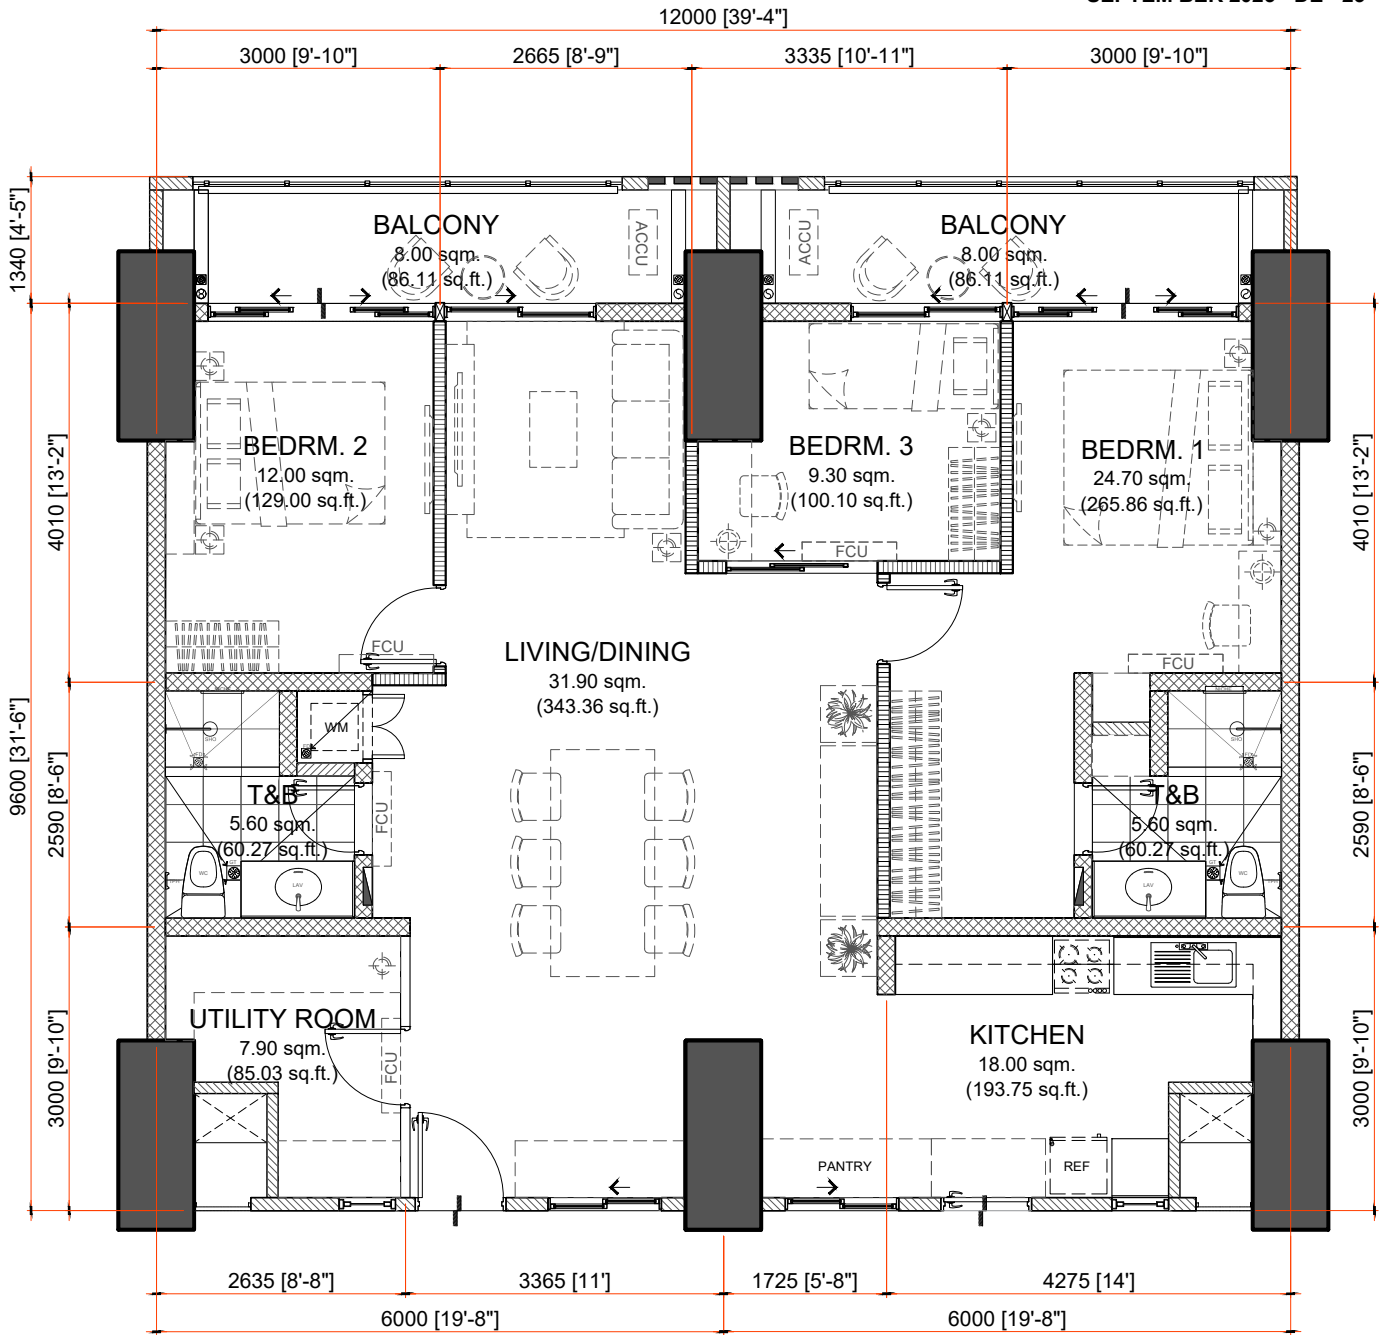 12000 [39'-4"]
3000 [9'-10"]
2665 [8'-9"]
3335 [10'-11"]
3000 [9'-10"]
1340 [4'-5"]
BALCONY
8.00 sqm.
(86.11 sq.ft.)
ACCU
ACCU
BALCONY
8.00 sqm.
(86.11 sq.ft.)
4010 [13'-2"]
BEDRM. 2
12.00 sqm.
(129.00 sq.ft.)
BEDRM. 3
9.30 sqm.
(100.10 sq.ft.)
FCU
BEDRM. 1
24.70 sqm.
(265.86 sq.ft.)
4010 [13'-2"]
FCU
LIVING/DINING
31.90 sqm.
(343.36 sq.ft.)
FCU
9600 [31'-6"]
2590 [8'-6"]
WM
SHO
T&B
5.60 sqm.
(60.27 sq.ft.)
FCU
GT
WC
LAV
SHO
T&B
5.60 sqm.
(60.27 sq.ft.)
GT
LAV
WC
2590 [8'-6"]
3000 [9'-10"]
UTILITY ROOM
7.90 sqm.
(85.03 sq.ft.)
FCU
KITCHEN
18.00 sqm.
(193.75 sq.ft.)
3000 [9'-10"]
PANTRY
REF
2635 [8'-8"]
3365 [11']
1725 [5'-8"]
4275 [14']
6000 [19'-8"]
6000 [19'-8"]